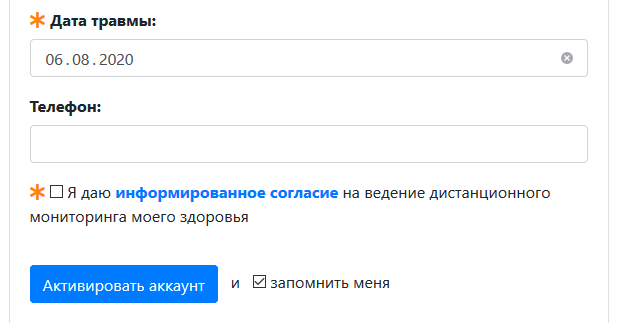 Дата травмы:
06.08.2020
Телефон:
Я даю информированное согласие на ведение дистанционного
мониторинга моего здоровья
Активировать аккаунт и запомнить меня